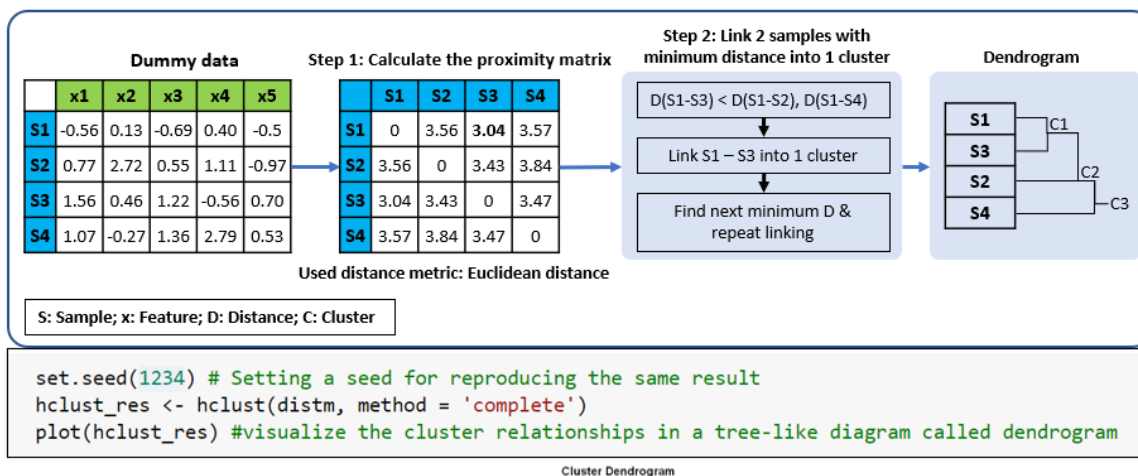 Dummy data
x1 x2 x3 x4 x5
S1 -0.56 0.13 -0.69 0.40 -0.5
S2 0.77 2.72 0.55 1.11 -0.97
S3 1.56 0.46 1.22 -0.56 0.70
S4 1.07 -0.27 1.36 2.79 0.53
Step 1: Calculate the proximity matrix
S1 S2 S3 S4
S1 0 3.56 3.04 3.57
S2 3.56 0 3.43 3.84
S3 3.04 3.43 0 3.47
S4 3.57 3.84 3.47 0
Used distance metric: Euclidean distance
Step 2: Link 2 samples with
minimum distance into 1 cluster
D(S1-S3) < D(S1-S2), D(S1-S4)
Link S1 – S3 into 1 cluster
Find next minimum D &
repeat linking
Dendrogram
S1
S3
S2
S4
C1
C2
C3
S: Sample; x: Feature; D: Distance; C: Cluster
set.seed(1234) # Setting a seed for reproducing the same result
hclust_res <- hclust(distm, method = 'complete')
plot(hclust_res) #visualize the cluster relationships in a tree-like diagram called dendrogram
Cluster Dendrogram